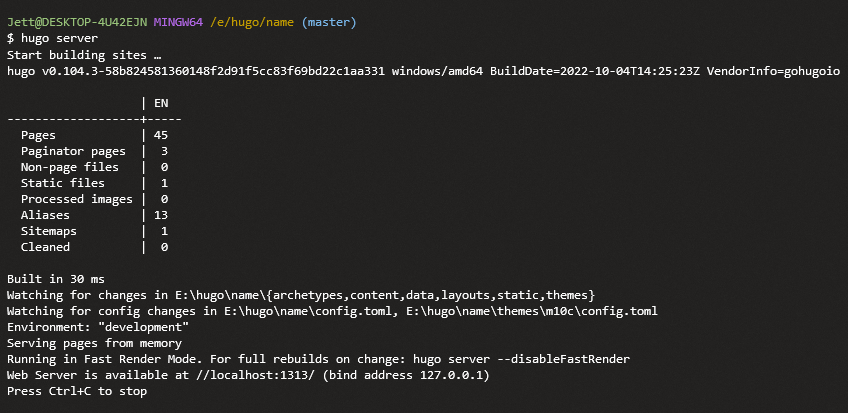 Jett@DESKTOP-4U42EJN MINGW64 /e/hugo/name (master)
$ hugo server
Start building sites …
hugo v0.104.3-58b824581360148f2d91f5cc83f69bd22c1aa331 windows/amd64 BuildDate=2022-10-04T14:25:23Z VendorInfo=gohugoio
                   | EN
-------------------+-----
  Pages            | 45
  Paginator pages  |  3
  Non-page files   |  0
  Static files     |  1
  Processed images |  0
  Aliases          | 13
  Sitemaps         |  1
  Cleaned          |  0
Built in 30 ms
Watching for changes in E:\hugo\name\{archetypes,content,data,layouts,static,themes}
Watching for config changes in E:\hugo\name\config.toml, E:\hugo\name\themes\m10c\config.toml
Environment: "development"
Serving pages from memory
Running in Fast Render Mode. For full rebuilds on change: hugo server --disableFastRender
Web Server is available at //localhost:1313/ (bind address 127.0.0.1)
Press Ctrl+C to stop